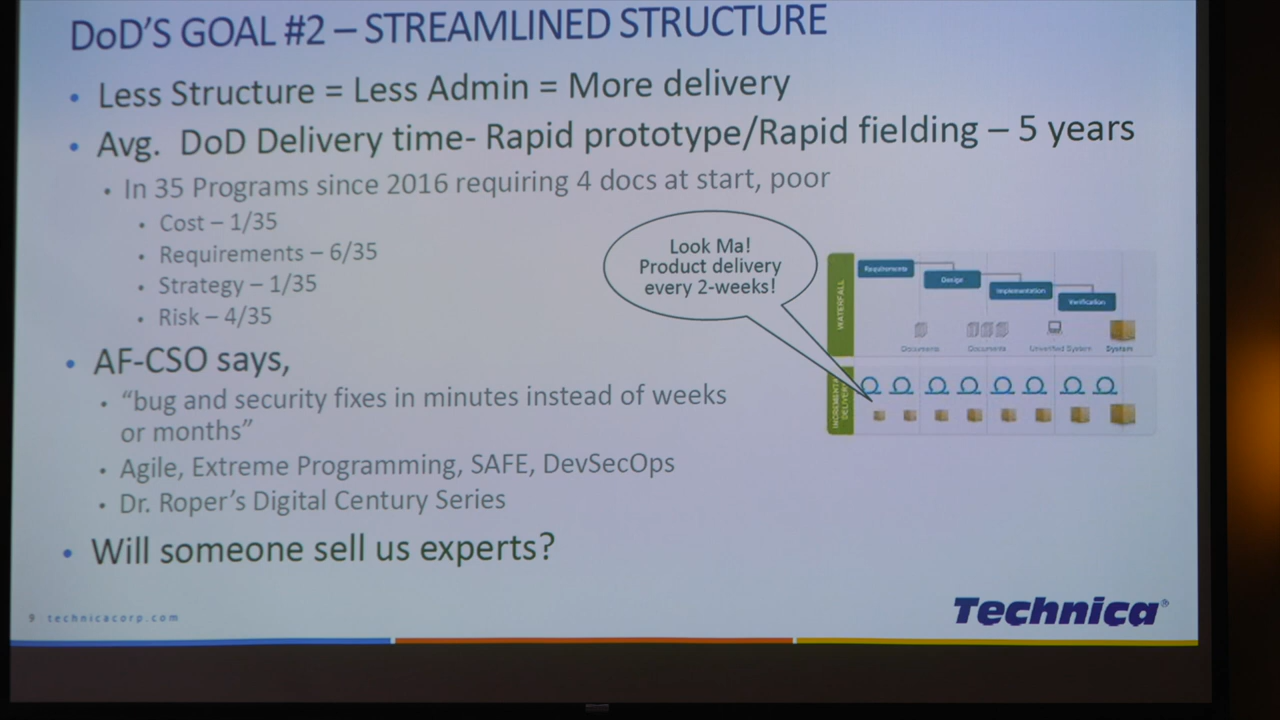 DoD'S GOAL #2 – STREAMLINED STRUCTURE
• Less Structure = Less Admin = More delivery
• Avg. DoD Delivery time- Rapid prototype/Rapid fielding – 5 years
• In 35 Programs since 2016 requiring 4 docs at start, poor
• Cost – 1/35
• Requirements – 6/35
• Strategy – 1/35
• Risk – 4/35
• AF-CSO says,
• “bug and security fixes in minutes instead of weeks
or months”
• Agile, Extreme Programming, SAFE, DevSecOps
• Dr. Roper's Digital Century Series
• Will someone sell us experts?
Look Ma!
Product delivery
every 2-weeks!
WATERFALL
Requirements
Design
Implementation
Verification
Documents
Documents
Unverified System
System
INCREMENTAL
DELIVERY
9 technicacorp.com
Technica®